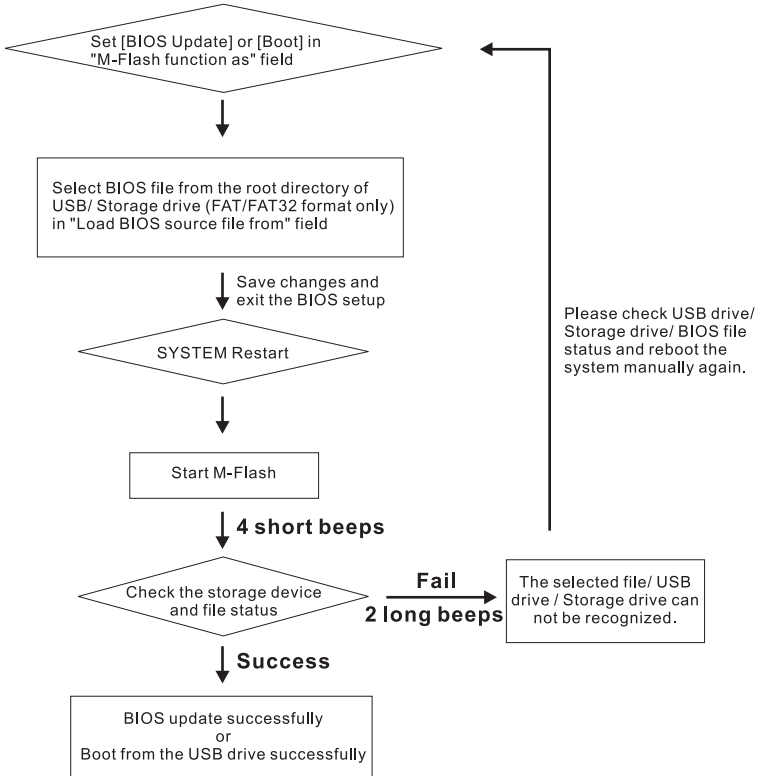 Set [BIOS Update] or [Boot] in
"M-Flash function as" field
Select BIOS file from the root directory of
USB/ Storage drive (FAT/FAT32 format only)
in "Load BIOS source file from" field
Save changes and
exit the BIOS setup
SYSTEM Restart
Please check USB drive/
Storage drive/ BIOS file
status and reboot the
system manually again.
Start M-Flash
4 short beeps
Check the storage device
and file status
Fail
2 long beeps
The selected file/ USB
drive / Storage drive can
not be recognized.
Success
BIOS update successfully
or
Boot from the USB drive successfully